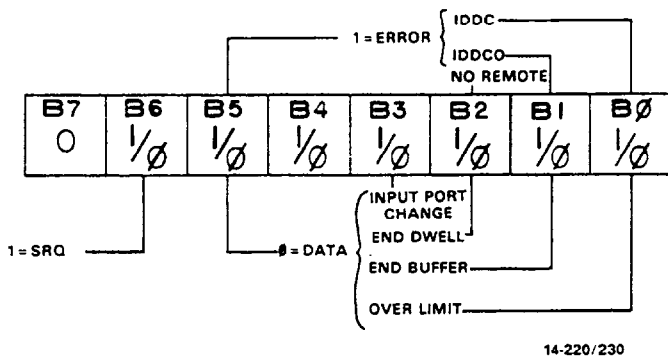 IDDC
1 = ERROR
IDDCO
NO REMOTE
B7 B6 B5 B4 B3 B2 B1 BØ
0 1/Ø 1/Ø 1/Ø 1/Ø 1/Ø 1/Ø 1/Ø
INPUT PORT
CHANGE
END DWELL
1 = SRQ
Ø = DATA
END BUFFER
OVER LIMIT
14-220/230